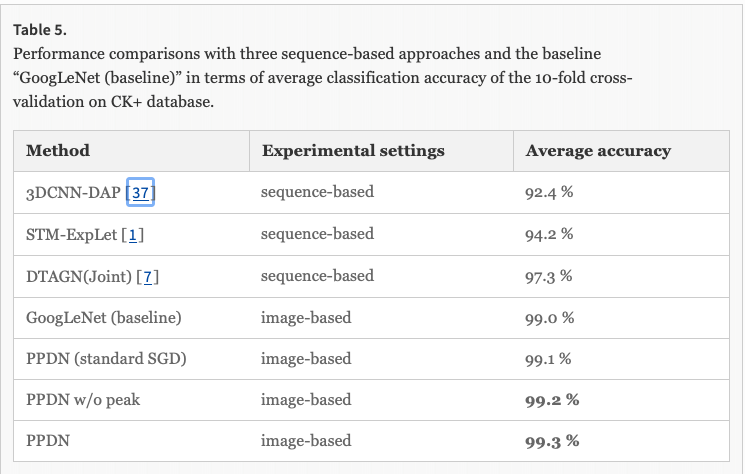 Table 5.
Performance comparisons with three sequence-based approaches and the baseline
“GoogLeNet (baseline)” in terms of average classification accuracy of the 10-fold cross-
validation on CK+ database.
Method Experimental settings Average accuracy
3DCNN-DAP [37] sequence-based 92.4 %
STM-ExpLet [1] sequence-based 94.2 %
DTAGN(Joint) [7] sequence-based 97.3 %
GoogLeNet (baseline) image-based 99.0 %
PPDN (standard SGD) image-based 99.1 %
PPDN w/o peak image-based 99.2 %
PPDN image-based 99.3 %